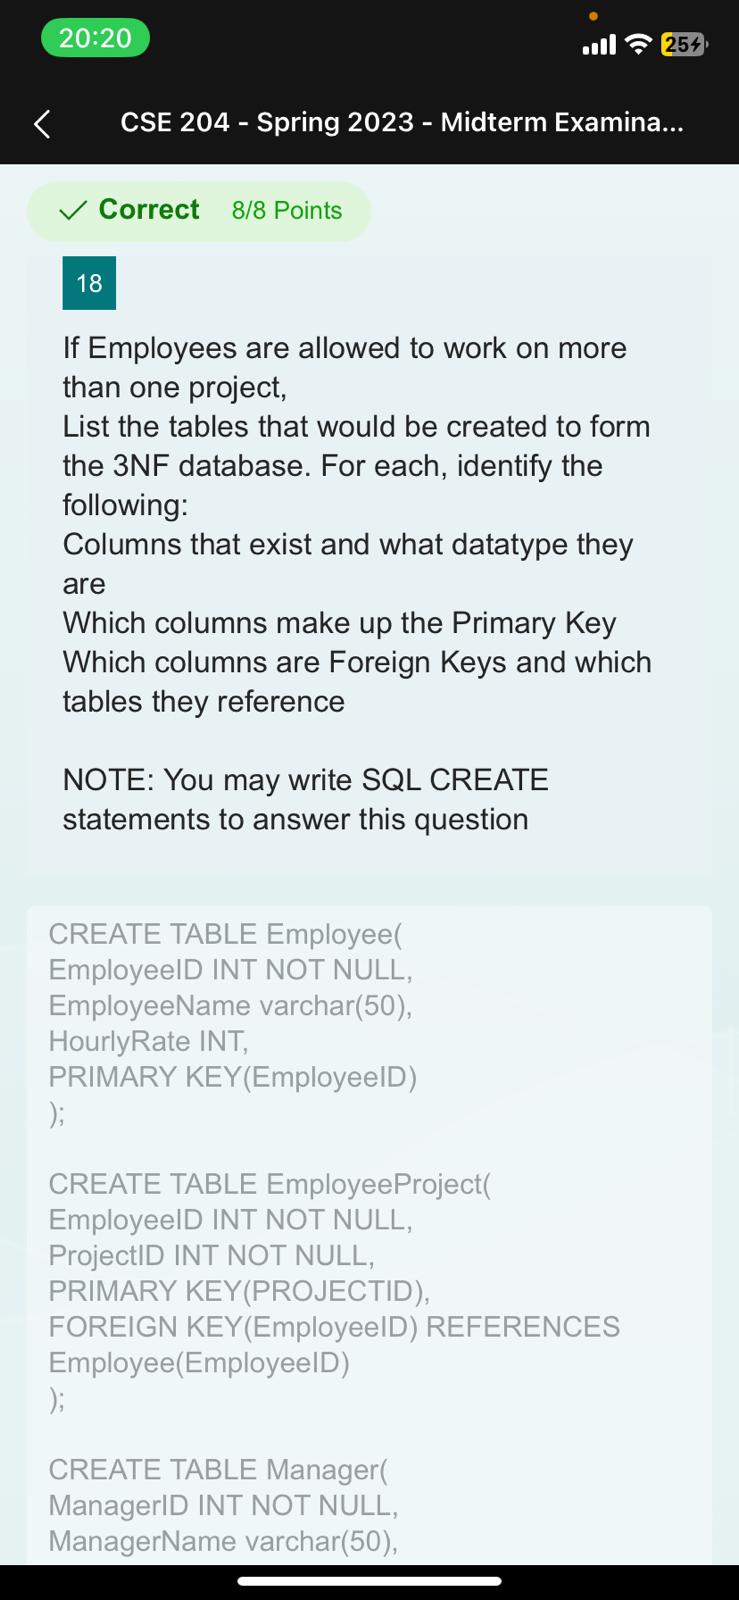 20:20
25
CSE 204 - Spring 2023 - Midterm Examina...
Correct 8/8 Points
18
If Employees are allowed to work on more
than one project,
List the tables that would be created to form
the 3NF database. For each, identify the
following:
Columns that exist and what datatype they
are
Which columns make up the Primary Key
Which columns are Foreign Keys and which
tables they reference
NOTE: You may write SQL CREATE
statements to answer this question
CREATE TABLE Employee(
EmployeeID INT NOT NULL,
EmployeeName varchar(50),
HourlyRate INT,
PRIMARY KEY(EmployeeID)
);
CREATE TABLE EmployeeProject(
EmployeeID INT NOT NULL,
ProjectID INT NOT NULL,
PRIMARY KEY(PROJECTID),
FOREIGN KEY(EmployeeID) REFERENCES
Employee(EmployeeID)
);
CREATE TABLE Manager(
ManagerID INT NOT NULL,
ManagerName varchar(50),